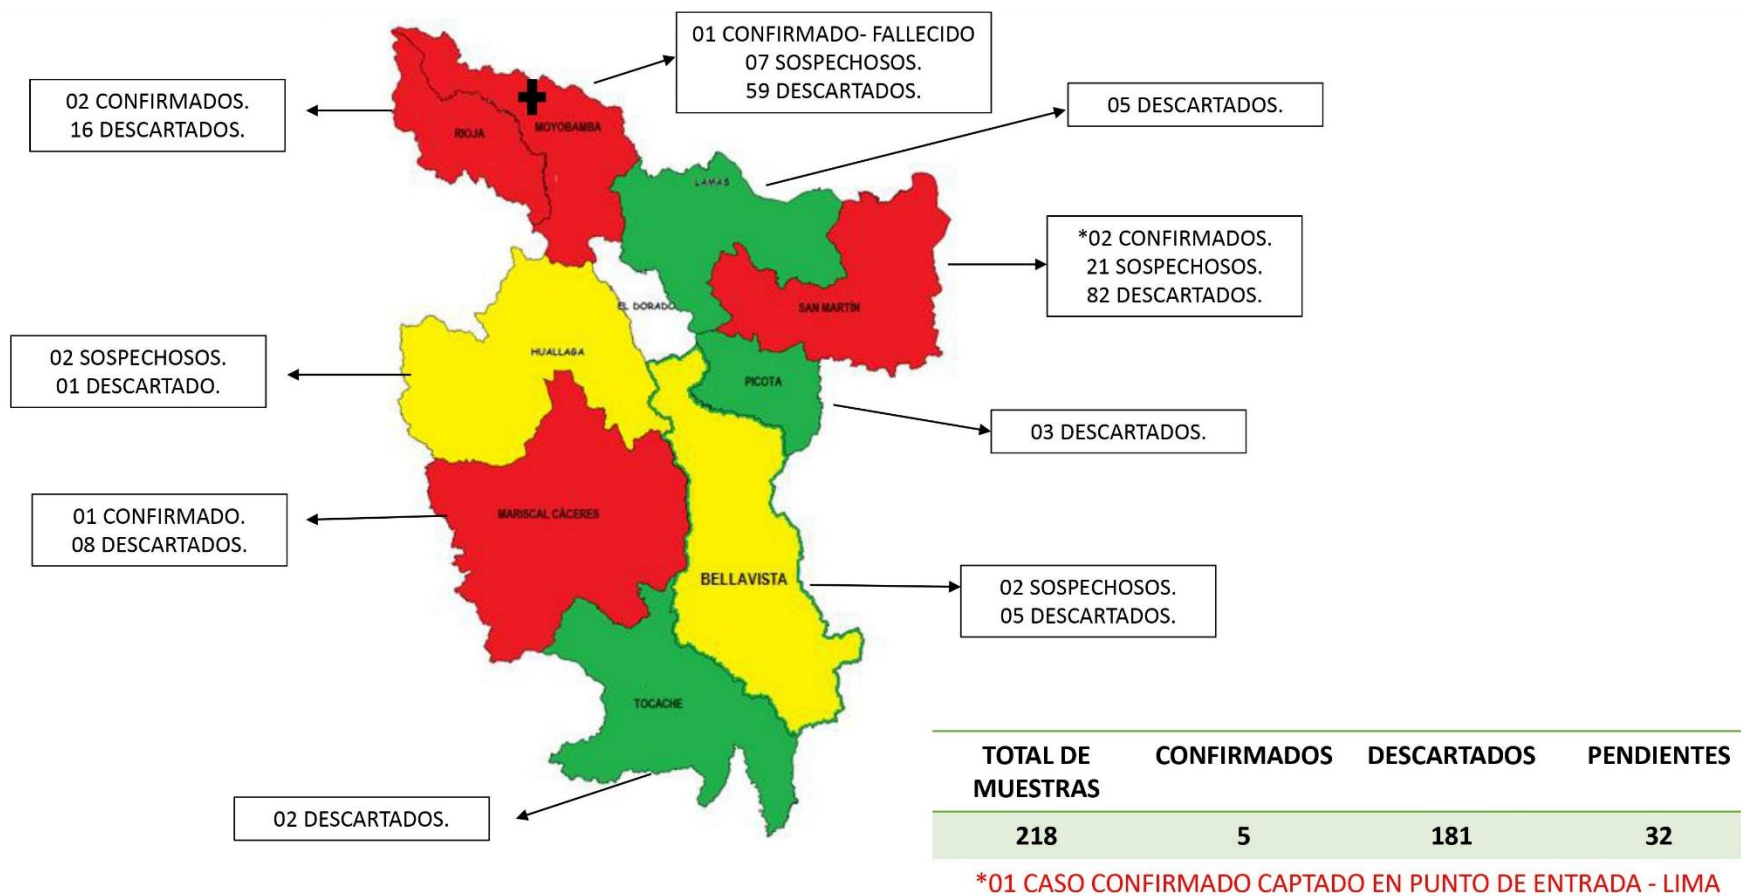 01 CONFIRMADO- FALLECIDO
07 SOSPECHOSOS.
59 DESCARTADOS.
02 CONFIRMADOS.
16 DESCARTADOS.
05 DESCARTADOS.
RIOJA
MOYOBAMBA
LAMAS
*02 CONFIRMADOS.
21 SOSPECHOSOS.
82 DESCARTADOS.
EL DORADO
SAN MARTÍN
02 SOSPECHOSOS.
01 DESCARTADO.
HUALLAGA
PICOTA
03 DESCARTADOS.
01 CONFIRMADO.
08 DESCARTADOS.
MARISCAL CÁCERES
BELLAVISTA
02 SOSPECHOSOS.
05 DESCARTADOS.
TOCACHE
02 DESCARTADOS.
TOTAL DE MUESTRAS CONFIRMADOS DESCARTADOS PENDIENTES
218 5 181 32
*01 CASO CONFIRMADO CAPTADO EN PUNTO DE ENTRADA - LIMA